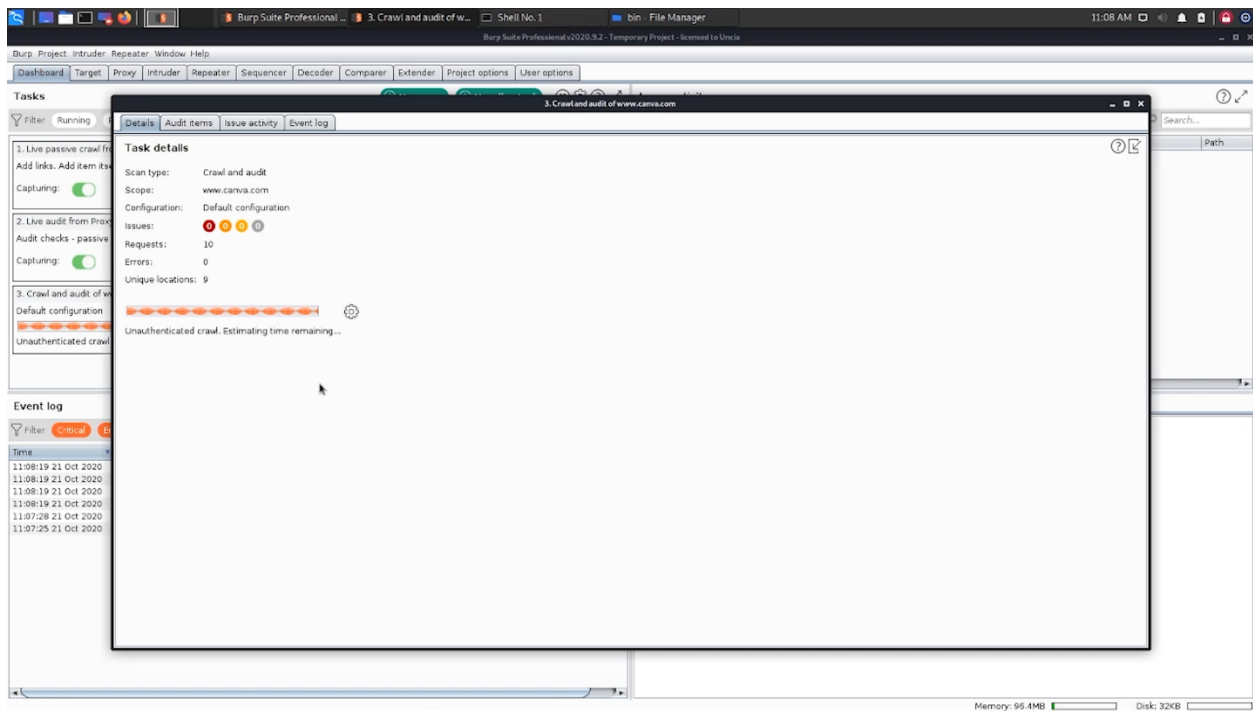 Burp Suite Professional ...
3. Crawl and audit of w...
Shell No. 1
bin - File Manager
11:08 AM
Burp Suite Professional v2020.9.2 - Temporary Project - licensed to Uncia
Burp Project Intruder Repeater Window Help
Dashboard Target Proxy Intruder Repeater Sequencer Decoder Comparer Extender Project options User options
Tasks
3. Crawl and audit of www.canva.com
Filter Running
Search...
Details Audit items Issue activity Event log
Path
1. Live passive crawl fr
Task details
Add links. Add item its
Scan type: Crawl and audit
Capturing:
Scope: www.canva.com
Configuration: Default configuration
2. Live audit from Prox
Issues: 0 0 0 0
Audit checks - passive
Requests: 10
Capturing:
Errors: 0
Unique locations: 9
3. Crawl and audit of w
Default configuration
Unauthenticated crawl. Estimating time remaining...
Unauthenticated crawl
Event log
Filter Critical
Time
11:08:19 21 Oct 2020
11:08:19 21 Oct 2020
11:08:19 21 Oct 2020
11:08:19 21 Oct 2020
11:07:28 21 Oct 2020
11:07:25 21 Oct 2020
Memory: 96.4MB
Disk: 32KB